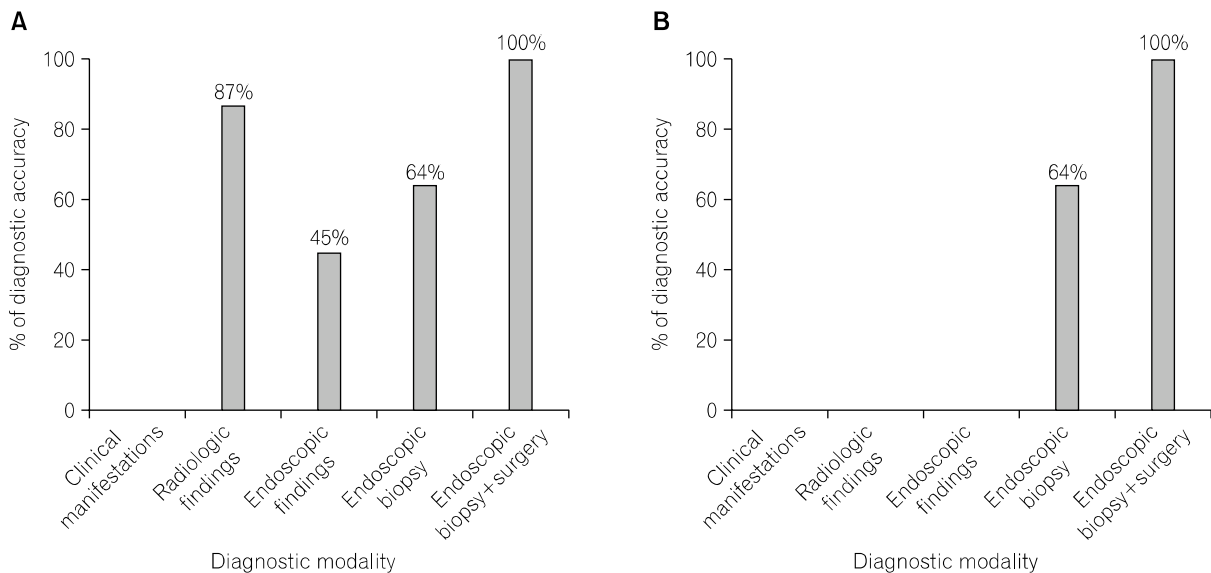 A
% of diagnostic accuracy
100
80
60
40
20
0
87%
45%
64%
100%
Clinical
manifestations
Radiologic
findings
Endoscopic
findings
Endoscopic
biopsy
Endoscopic
biopsy+surgery
Diagnostic modality
B
% of diagnostic accuracy
100
80
60
40
20
0
64%
100%
Clinical
manifestations
Radiologic
findings
Endoscopic
findings
Endoscopic
biopsy
Endoscopic
biopsy+surgery
Diagnostic modality